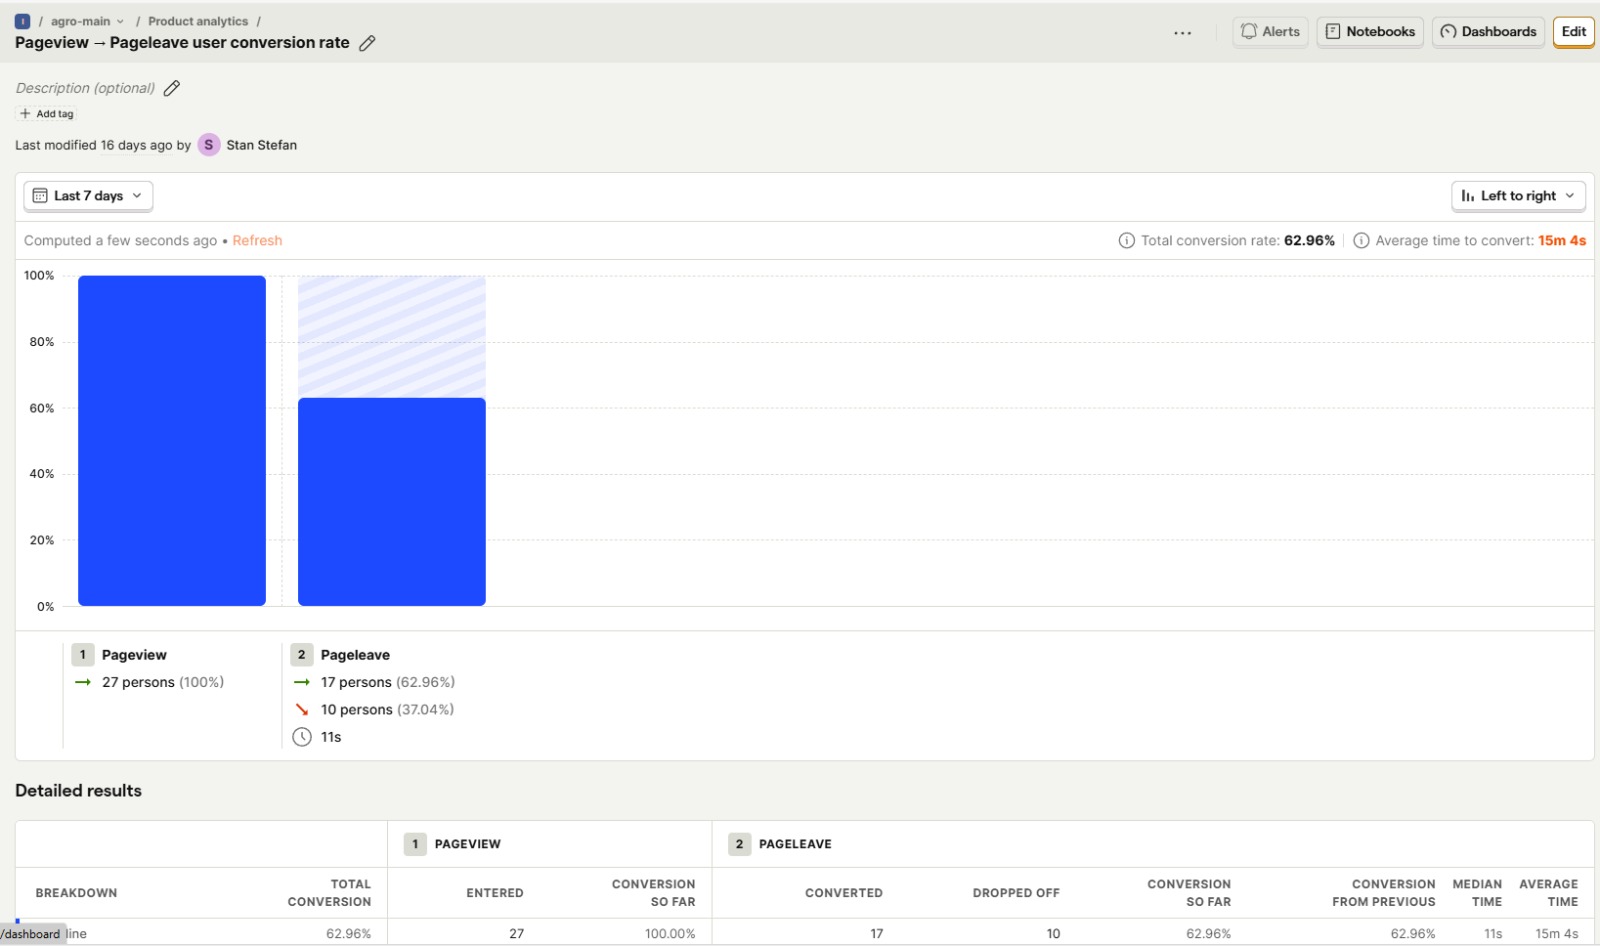 / agro-main / Product analytics /
Pageview → Pageleave user conversion rate
... Alerts Notebooks Dashboards Edit
Description (optional)
+ Add tag
Last modified 16 days ago by S Stan Stefan
Last 7 days
Left to right
Computed a few seconds ago • Refresh
Total conversion rate: 62.96%
Average time to convert: 15m 4s
100%
80%
60%
40%
20%
0%
1 Pageview
→ 27 persons (100%)
2 Pageleave
→ 17 persons (62.96%)
↘ 10 persons (37.04%)
11s
Detailed results
1 PAGEVIEW
2 PAGELEAVE
BREAKDOWN
TOTAL
CONVERSION
ENTERED
CONVERSION
SO FAR
CONVERTED
DROPPED OFF
CONVERSION
SO FAR
CONVERSION
FROM PREVIOUS
MEDIAN
TIME
AVERAGE
TIME
/dashboard line 62.96% 27 100.00% 17 10 62.96% 62.96% 11s 15m 4s